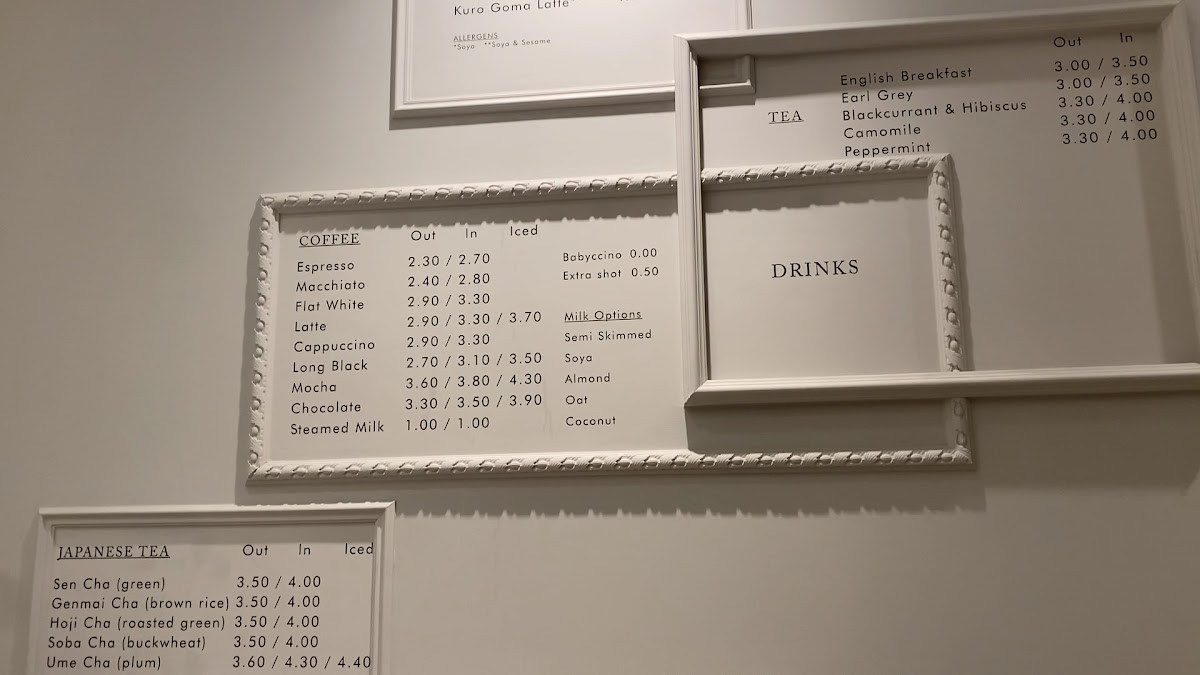 Kuro Goma Latte*
ALLERGENS
*Soya **Soya & Sesame
Out In
TEA
English Breakfast 3.00 / 3.50
Earl Grey 3.00 / 3.50
Blackcurrant & Hibiscus 3.30 / 4.00
Camomile 3.30 / 4.00
Peppermint 3.30 / 4.00
DRINKS
COFFEE Out In Iced
Espresso 2.30 / 2.70
Macchiato 2.40 / 2.80
Flat White 2.90 / 3.30
Latte 2.90 / 3.30 / 3.70
Cappuccino 2.90 / 3.30
Long Black 2.70 / 3.10 / 3.50
Mocha 3.60 / 3.80 / 4.30
Chocolate 3.30 / 3.50 / 3.90
Steamed Milk 1.00 / 1.00
Babyccino 0.00
Extra shot 0.50
Milk Options
Semi Skimmed
Soya
Almond
Oat
Coconut
JAPANESE TEA Out In Iced
Sen Cha (green) 3.50 / 4.00
Genmai Cha (brown rice) 3.50 / 4.00
Hoji Cha (roasted green) 3.50 / 4.00
Soba Cha (buckwheat) 3.50 / 4.00
Ume Cha (plum) 3.60 / 4.30 / 4.40